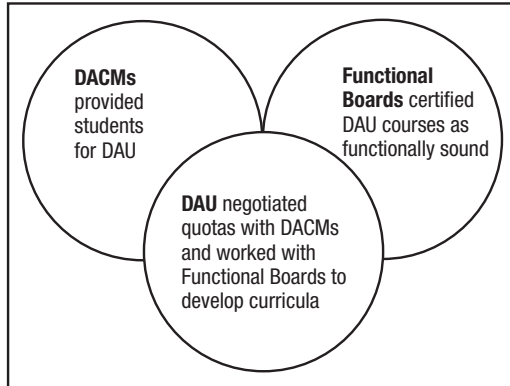 DACMs
provided
students
for DAU
Functional
Boards certified
DAU courses as
functionally sound
DAU negotiated
quotas with DACMs
and worked with
Functional Boards to
develop curricula